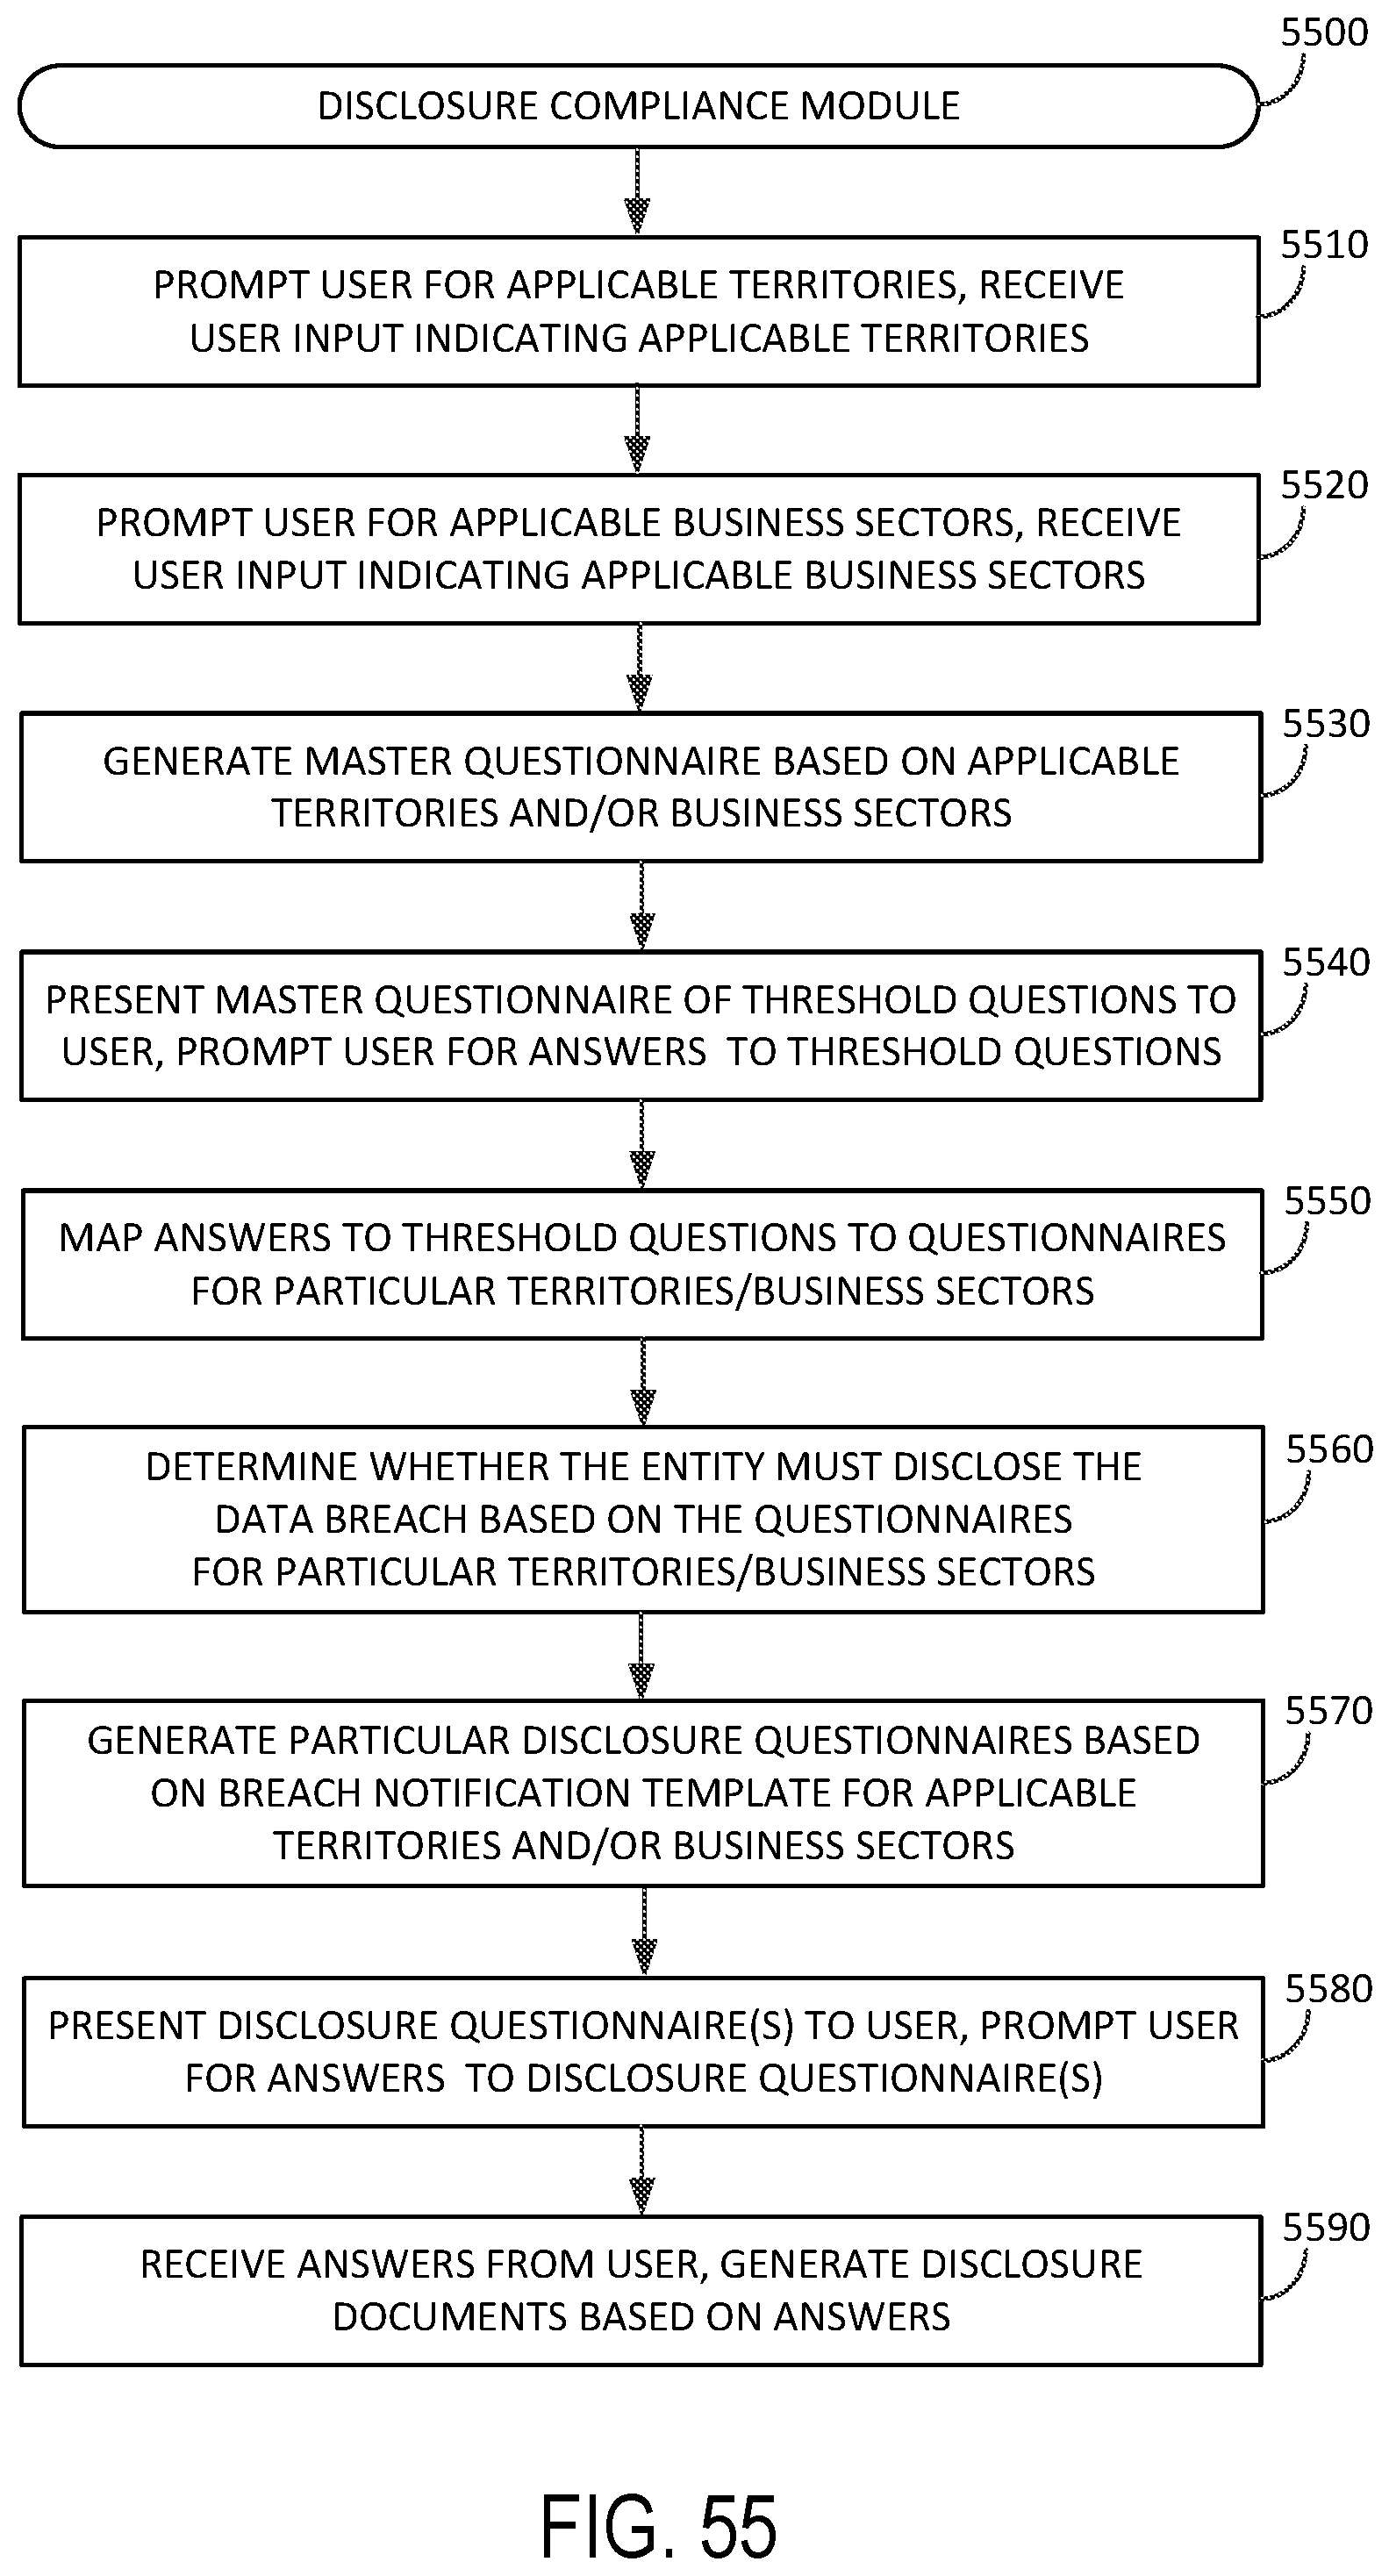 5500
DISCLOSURE COMPLIANCE MODULE
5510
PROMPT USER FOR APPLICABLE TERRITORIES, RECEIVE
USER INPUT INDICATING APPLICABLE TERRITORIES
5520
PROMPT USER FOR APPLICABLE BUSINESS SECTORS, RECEIVE
USER INPUT INDICATING APPLICABLE BUSINESS SECTORS
5530
GENERATE MASTER QUESTIONNAIRE BASED ON APPLICABLE
TERRITORIES AND/OR BUSINESS SECTORS
5540
PRESENT MASTER QUESTIONNAIRE OF THRESHOLD QUESTIONS TO
USER, PROMPT USER FOR ANSWERS TO THRESHOLD QUESTIONS
5550
MAP ANSWERS TO THRESHOLD QUESTIONS TO QUESTIONNAIRES
FOR PARTICULAR TERRITORIES/BUSINESS SECTORS
5560
DETERMINE WHETHER THE ENTITY MUST DISCLOSE THE
DATA BREACH BASED ON THE QUESTIONNAIRES
FOR PARTICULAR TERRITORIES/BUSINESS SECTORS
5570
GENERATE PARTICULAR DISCLOSURE QUESTIONNAIRES BASED
ON BREACH NOTIFICATION TEMPLATE FOR APPLICABLE
TERRITORIES AND/OR BUSINESS SECTORS
5580
PRESENT DISCLOSURE QUESTIONNAIRE(S) TO USER, PROMPT USER
FOR ANSWERS TO DISCLOSURE QUESTIONNAIRE(S)
5590
RECEIVE ANSWERS FROM USER, GENERATE DISCLOSURE
DOCUMENTS BASED ON ANSWERS
FIG. 55